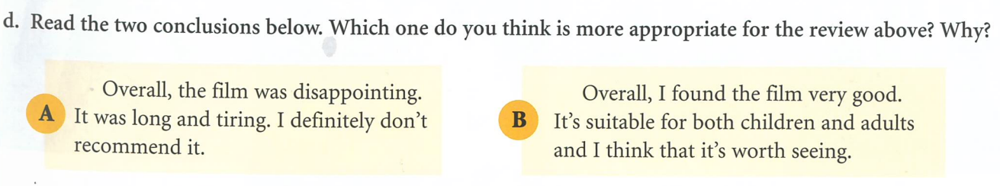 d. Read the two conclusions below. Which one do you think is more appropriate for the review above? Why?
A
Overall, the film was disappointing.
It was long and tiring. I definitely don't
recommend it.
B
Overall, I found the film very good.
It's suitable for both children and adults
and I think that it's worth seeing.